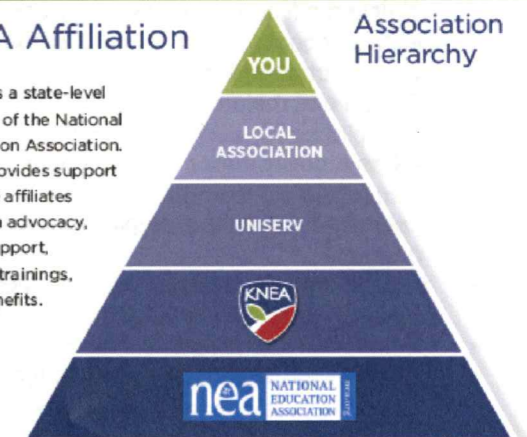 A Affiliation
s a state-level
of the National
on Association.
ovides support
affiliates
n advocacy,
pport,
trainings,
nefits.
Association
Hierarchy
YOU
LOCAL
ASSOCIATION
UNISERV
KNEA
nea NATIONAL
EDUCATION
ASSOCIATION